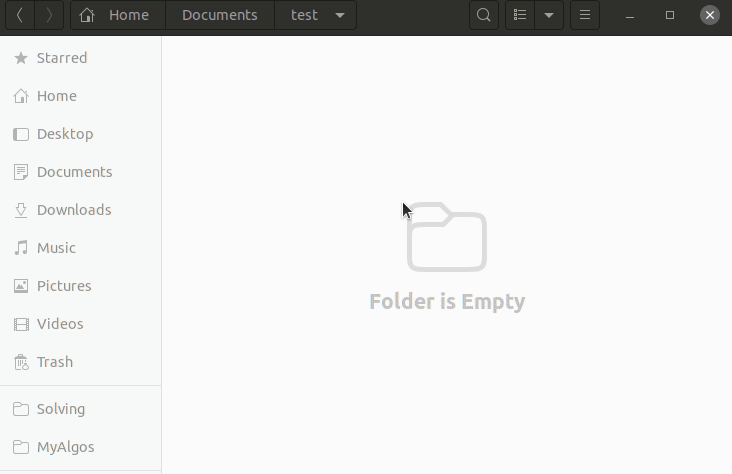 Home Documents test
Starred
Home
Desktop
Documents
Downloads
Music
Pictures
Videos
Trash
Solving
MyAlgos
Folder is Empty